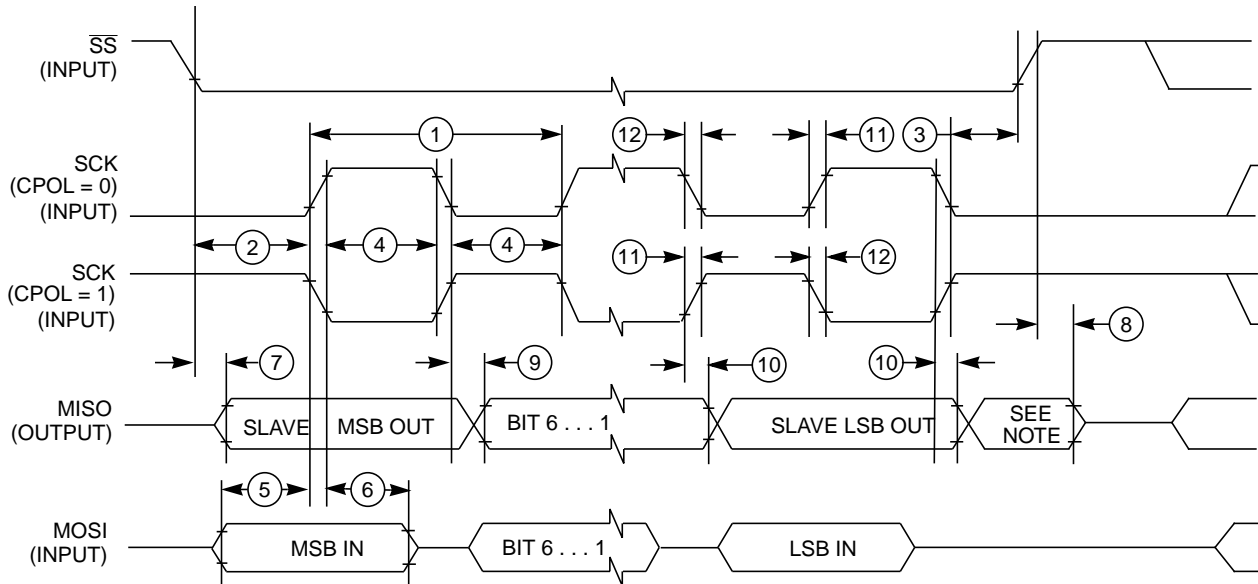 SS
(INPUT)
1
12
11
3
SCK
(CPOL = 0)
(INPUT)
2
4
4
SCK
(CPOL = 1)
(INPUT)
11
12
8
7
9
10
10
MISO
(OUTPUT)
SLAVE MSB OUT
BIT 6 . . . 1
SLAVE LSB OUT
SEE
NOTE
5
6
MOSI
(INPUT)
MSB IN
BIT 6 . . . 1
LSB IN